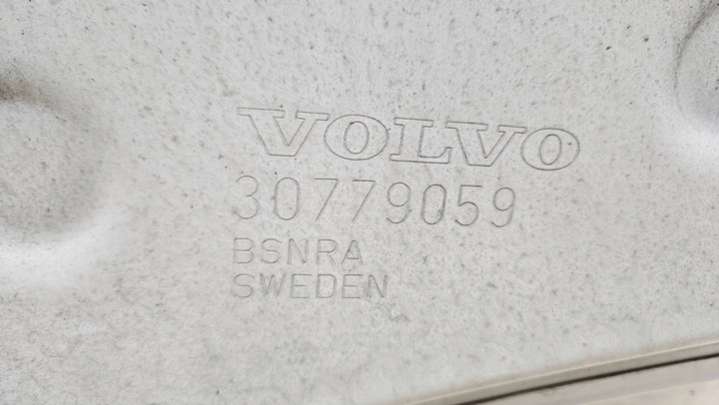 VOLVO
30779059
BSNRA
SWEDEN